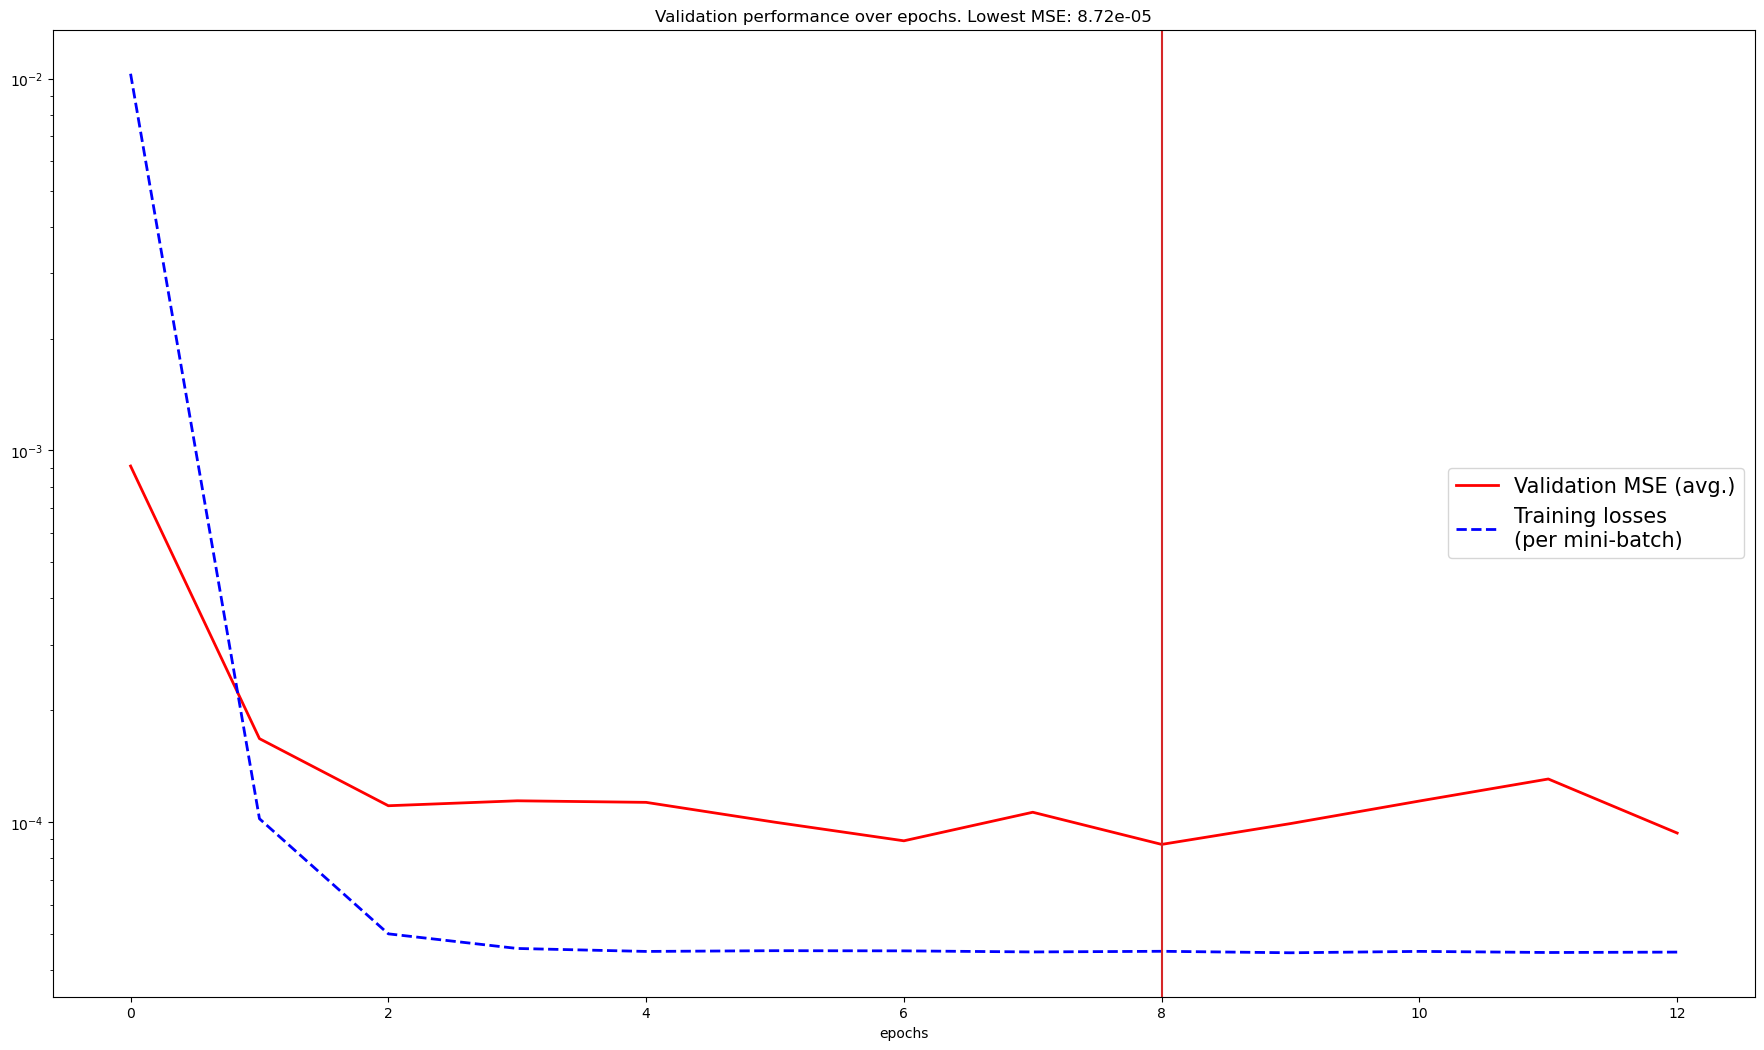 Validation performance over epochs. Lowest MSE: 8.72e-05
10⁻²
10⁻³
10⁻⁴
Validation MSE (avg.)
Training losses
(per mini-batch)
0 2 4 6 8 10 12
epochs